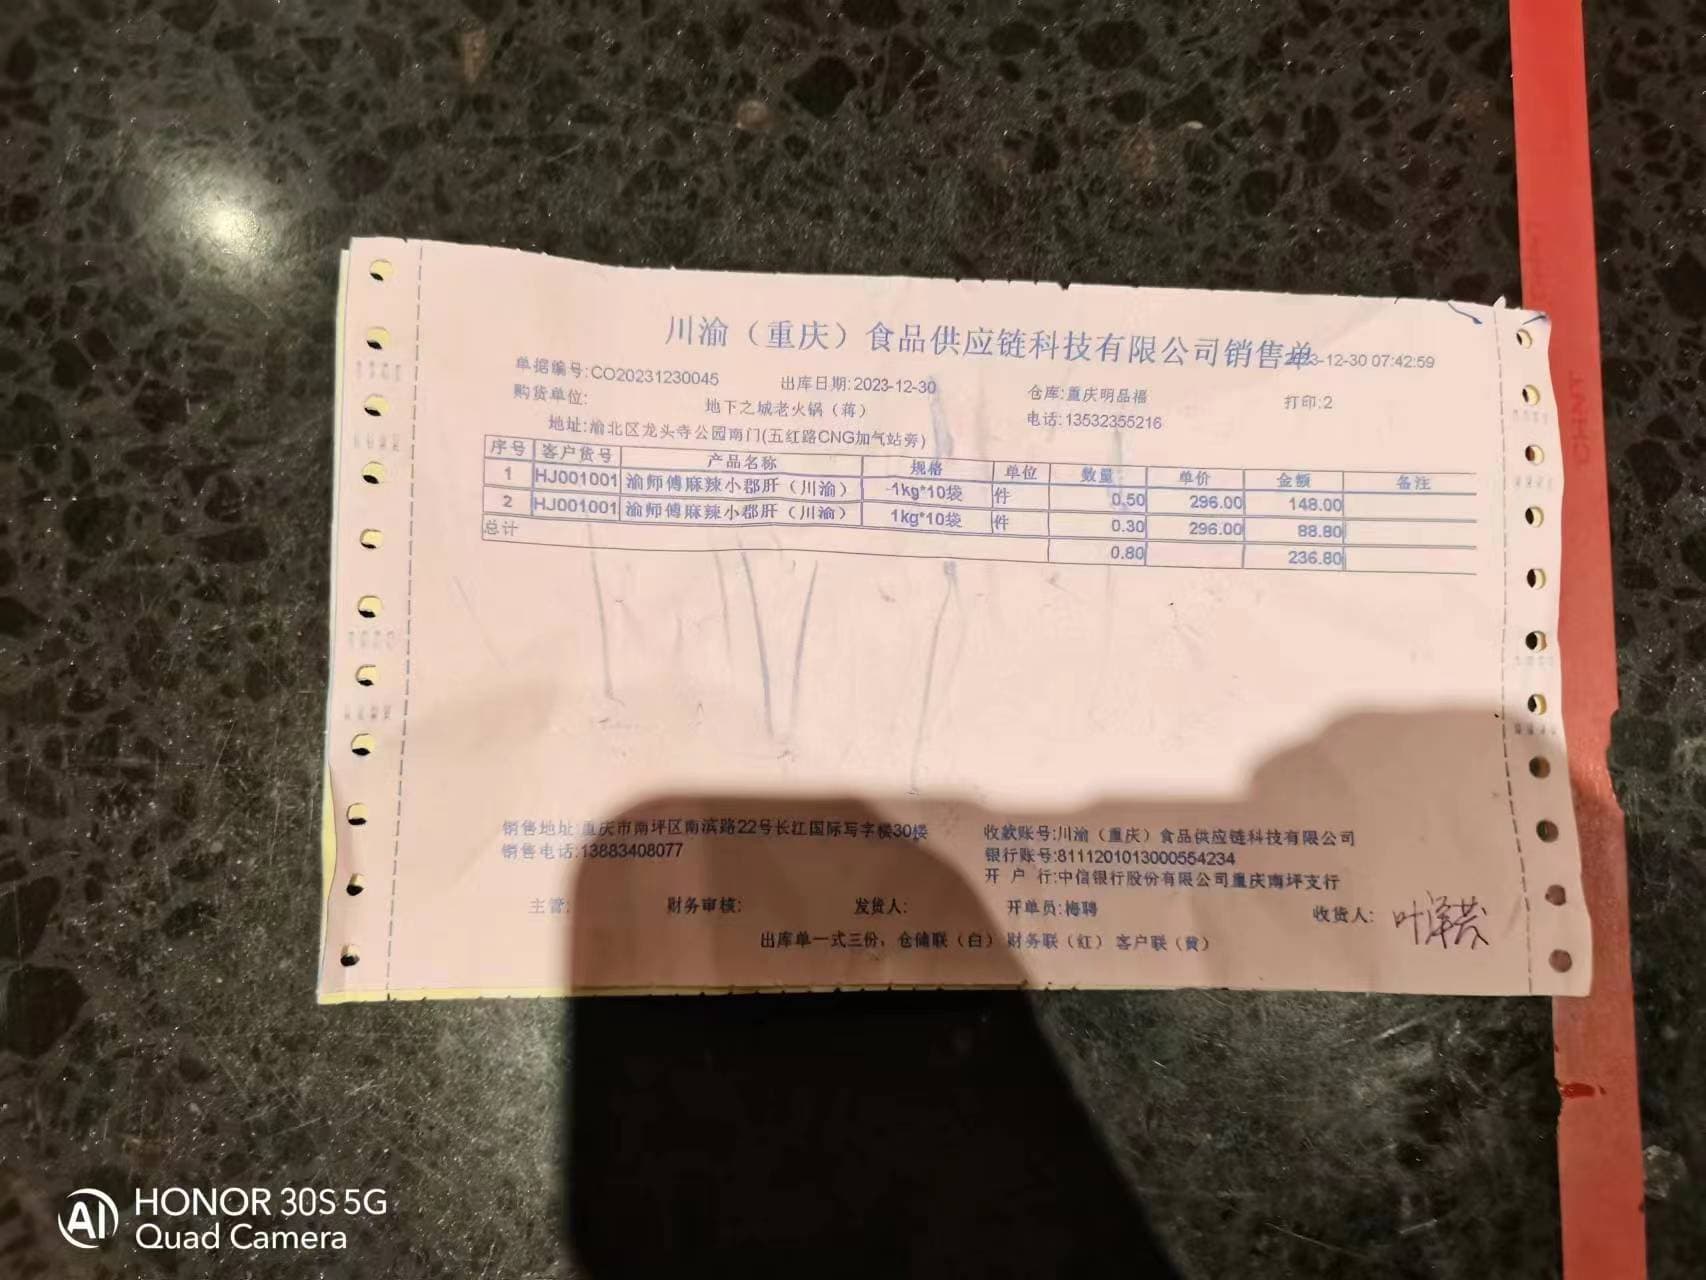 川渝（重庆）食品供应链科技有限公司销售单
23-12-30 07:42:59
单据编号:CO20231230045 出库日期:2023-12-30 仓库:重庆明品福 打印:2
购货单位: 地下之城老火锅（蒋） 电话:13532355216
地址:渝北区龙头寺公园南门(五红路CNG加气站旁)
序号 客户货号 产品名称 规格 单位 数量 单价 金额 备注
1 HJ001001 渝师傅麻辣小郡肝（川渝） 1kg*10袋 件 0.50 296.00 148.00
2 HJ001001 渝师傅麻辣小郡肝（川渝） 1kg*10袋 件 0.30 296.00 88.80
总计 0.80 236.80
销售地址:重庆市南坪区南滨路22号长江国际写字楼30楼 收款账号:川渝（重庆）食品供应链科技有限公司
销售电话:13883408077 银行账号:8111201013000554234
开 户 行:中信银行股份有限公司重庆南坪支行
主管: 财务审核: 发货人: 开单员:梅聘 收货人:
出库单一式三份，仓储联（白） 财务联（红） 客户联（黄）
AI HONOR 30S 5G
Quad Camera